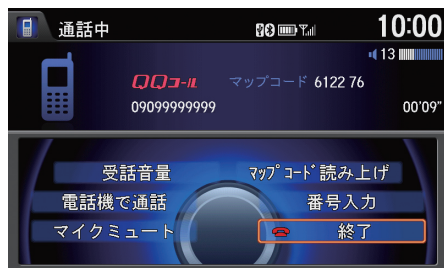 通話中 10:00
13
QQコール マップコード 6122 76
09099999999 00'09"
受話音量 マップコード読み上げ
電話機で通話 番号入力
マイクミュート 終了